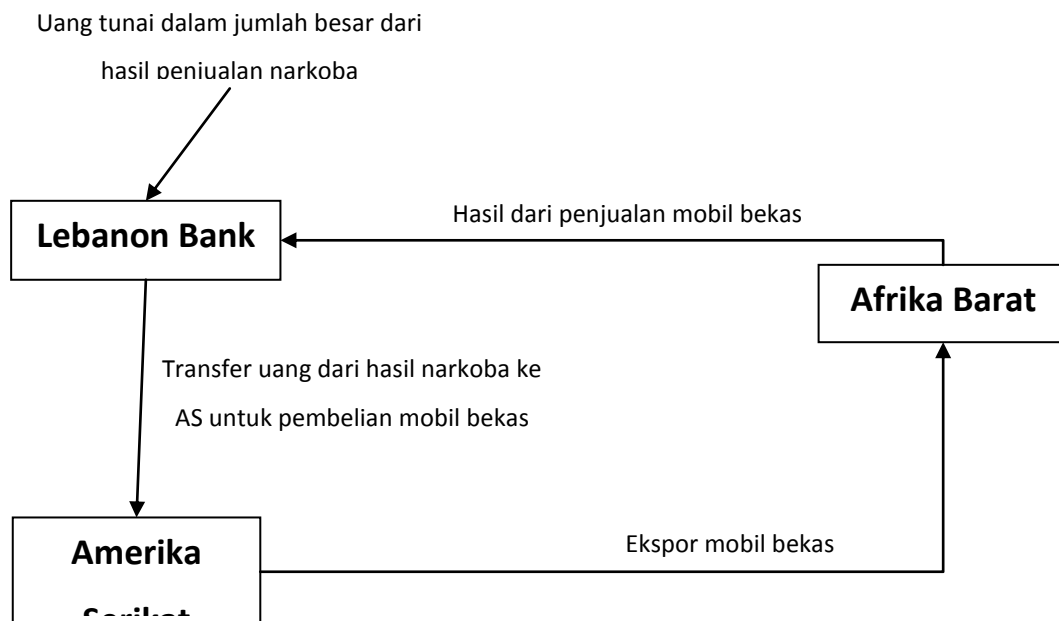 Uang tunai dalam jumlah besar dari
hasil penjualan narkoba
Lebanon Bank
Hasil dari penjualan mobil bekas
Afrika Barat
Transfer uang dari hasil narkoba ke
AS untuk pembelian mobil bekas
Ekspor mobil bekas
Amerika
Serikat